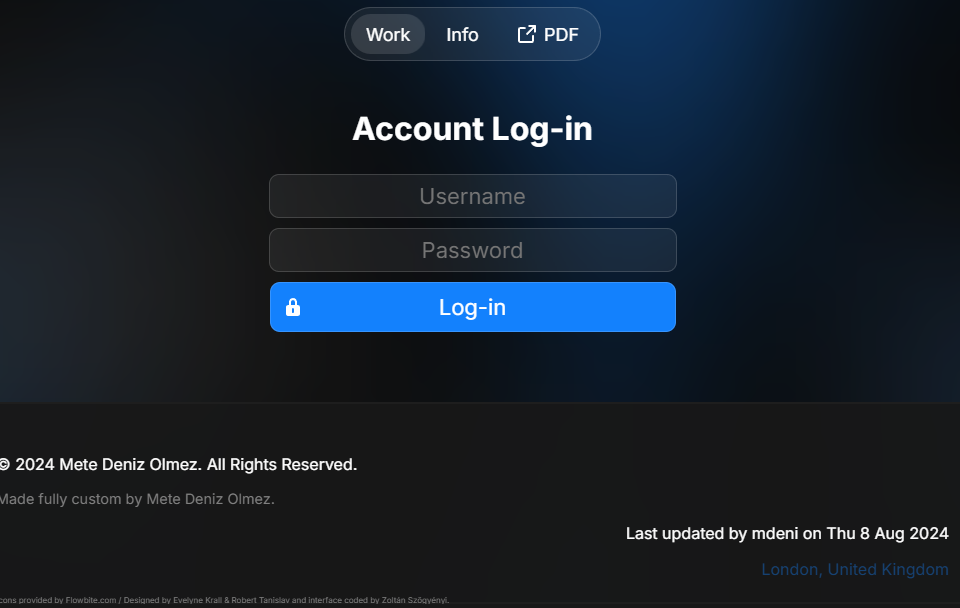 Work Info PDF
Account Log-in
Username
Password
Log-in
© 2024 Mete Deniz Olmez. All Rights Reserved.
Made fully custom by Mete Deniz Olmez.
Last updated by mdeni on Thu 8 Aug 2024
London, United Kingdom
cons provided by Flowbite.com / Designed by Evelyne Krall & Robert Tanislav and interface coded by Zoltán Szőgyényi.